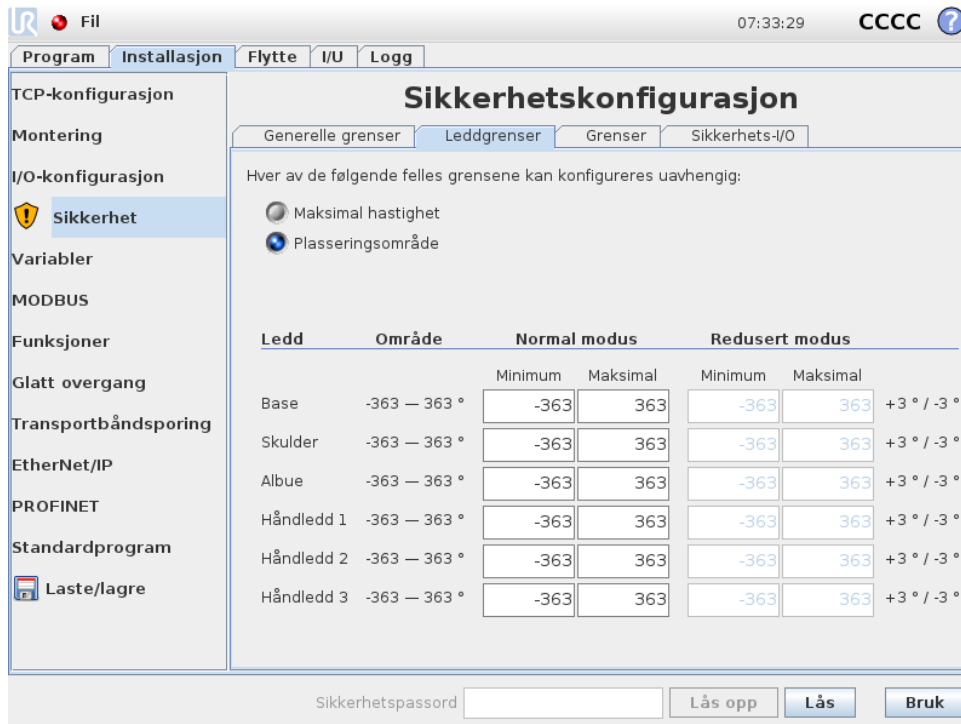 UR Fil 07:33:29 CCCC ?
Program Installasjon Flytte I/U Logg
TCP-konfigurasjon
Montering
I/O-konfigurasjon
Sikkerhet
Variabler
MODBUS
Funksjoner
Glatt overgang
Transportbåndsporing
EtherNet/IP
PROFINET
Standardprogram
Laste/lagre
Sikkerhetskonfigurasjon
Generelle grenser Leddgrenser Grenser Sikkerhets-I/O
Hver av de følgende felles grensene kan konfigureres uavhengig:
Maksimal hastighet
Plasseringsområde
Ledd Område Normal modus Redusert modus
Minimum Maksimal Minimum Maksimal
Base -363 — 363 ° -363 363 -363 363 +3 ° / -3 °
Skulder -363 — 363 ° -363 363 -363 363 +3 ° / -3 °
Albue -363 — 363 ° -363 363 -363 363 +3 ° / -3 °
Håndledd 1 -363 — 363 ° -363 363 -363 363 +3 ° / -3 °
Håndledd 2 -363 — 363 ° -363 363 -363 363 +3 ° / -3 °
Håndledd 3 -363 — 363 ° -363 363 -363 363 +3 ° / -3 °
Sikkerhetspassord Lås opp Lås Bruk